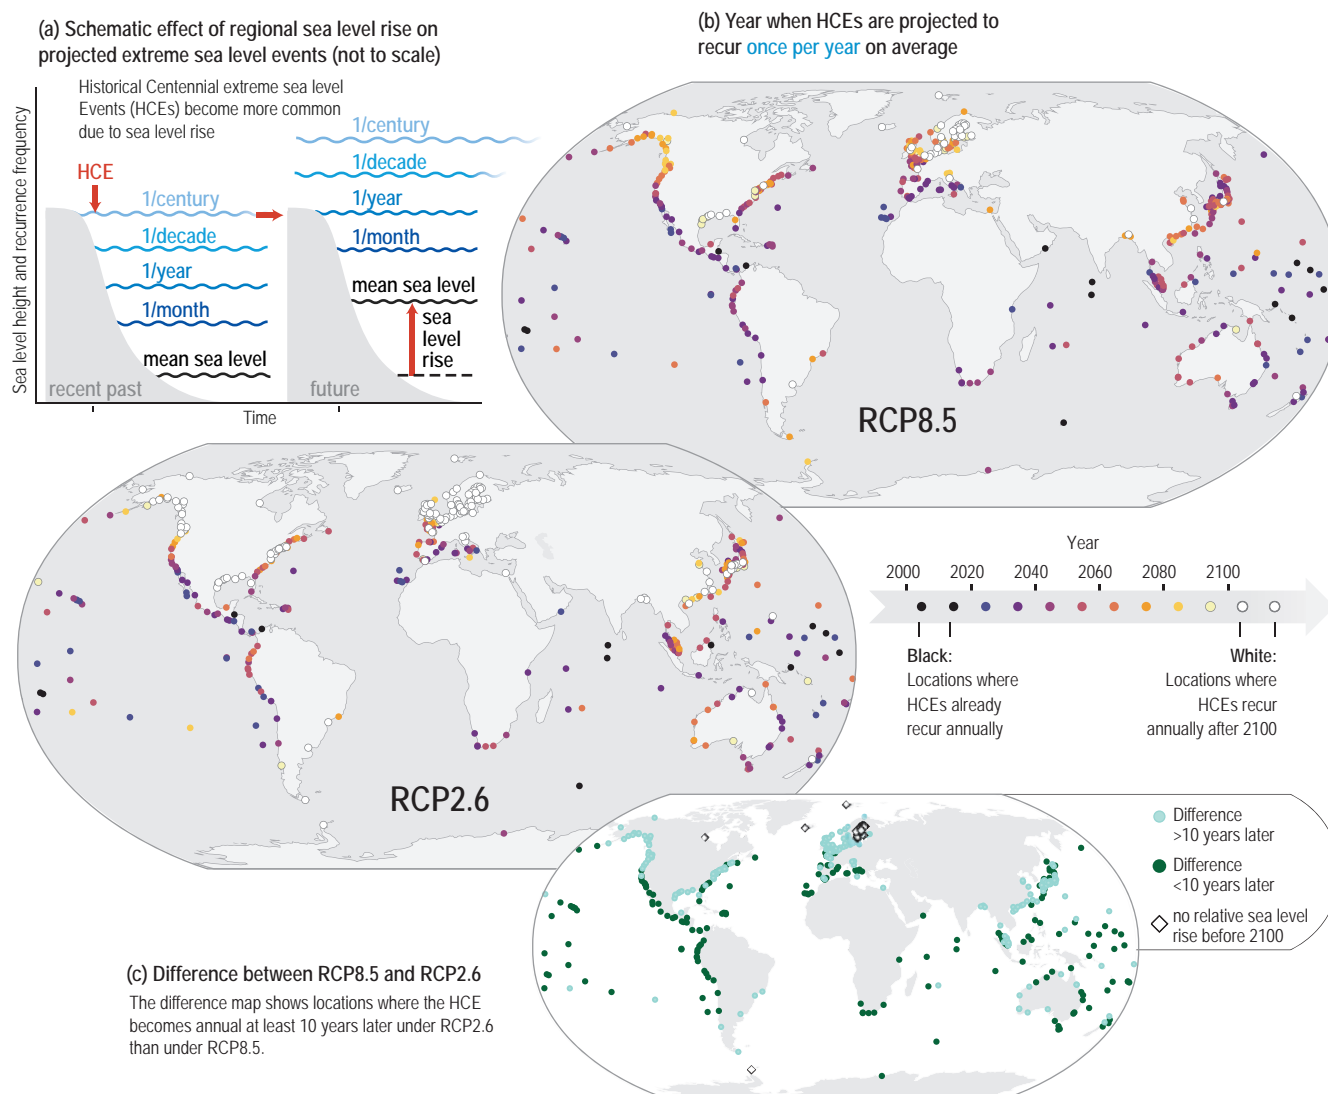 (a) Schematic effect of regional sea level rise on
projected extreme sea level events (not to scale)
Historical Centennial extreme sea level
Events (HCEs) become more common
due to sea level rise
Sea level height and recurrence frequency
HCE
1/century
1/decade
1/year
1/month
mean sea level
recent past
1/century
1/decade
1/year
1/month
mean sea level
sea
level
rise
future
Time
(b) Year when HCEs are projected to
recur once per year on average
RCP8.5
RCP2.6
Year
2000
2020
2040
2060
2080
2100
Black:
Locations where
HCEs already
recur annually
White:
Locations where
HCEs recur
annually after 2100
(c) Difference between RCP8.5 and RCP2.6
The difference map shows locations where the HCE
becomes annual at least 10 years later under RCP2.6
than under RCP8.5.
Difference
>10 years later
Difference
<10 years later
no relative sea level
rise before 2100